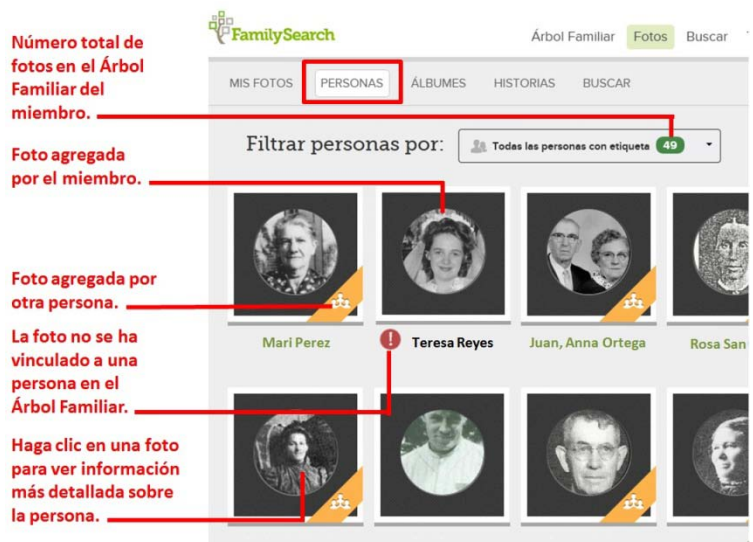 FamilySearch
Árbol Familiar Fotos Buscar
MIS FOTOS PERSONAS ÁLBUMES HISTORIAS BUSCAR
Filtrar personas por: Todas las personas con etiqueta 49
Número total de
fotos en el Árbol
Familiar del
miembro.
Foto agregada
por el miembro.
Foto agregada por
otra persona.
La foto no se ha
vinculado a una
persona en el
Árbol Familiar.
Haga clic en una foto
para ver información
más detallada sobre
la persona.
Mari Perez ! Teresa Reyes Juan, Anna Ortega Rosa San